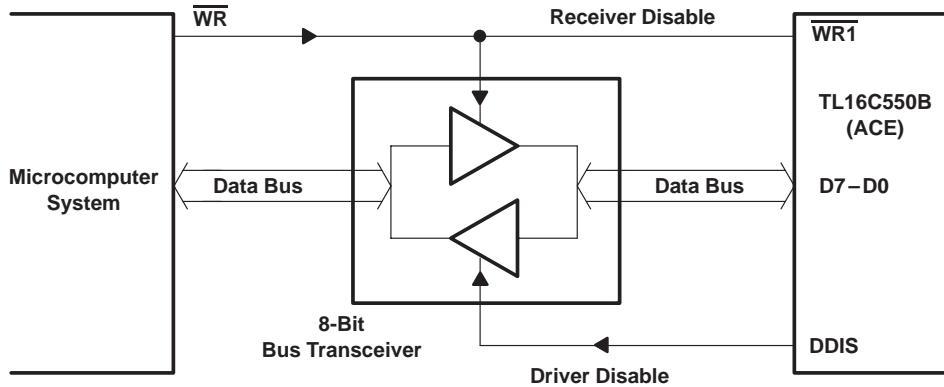 WR
Receiver Disable
WR1
TL16C550B
(ACE)
Microcomputer
System
Data Bus
Data Bus
D7–D0
8-Bit
Bus Transceiver
DDIS
Driver Disable